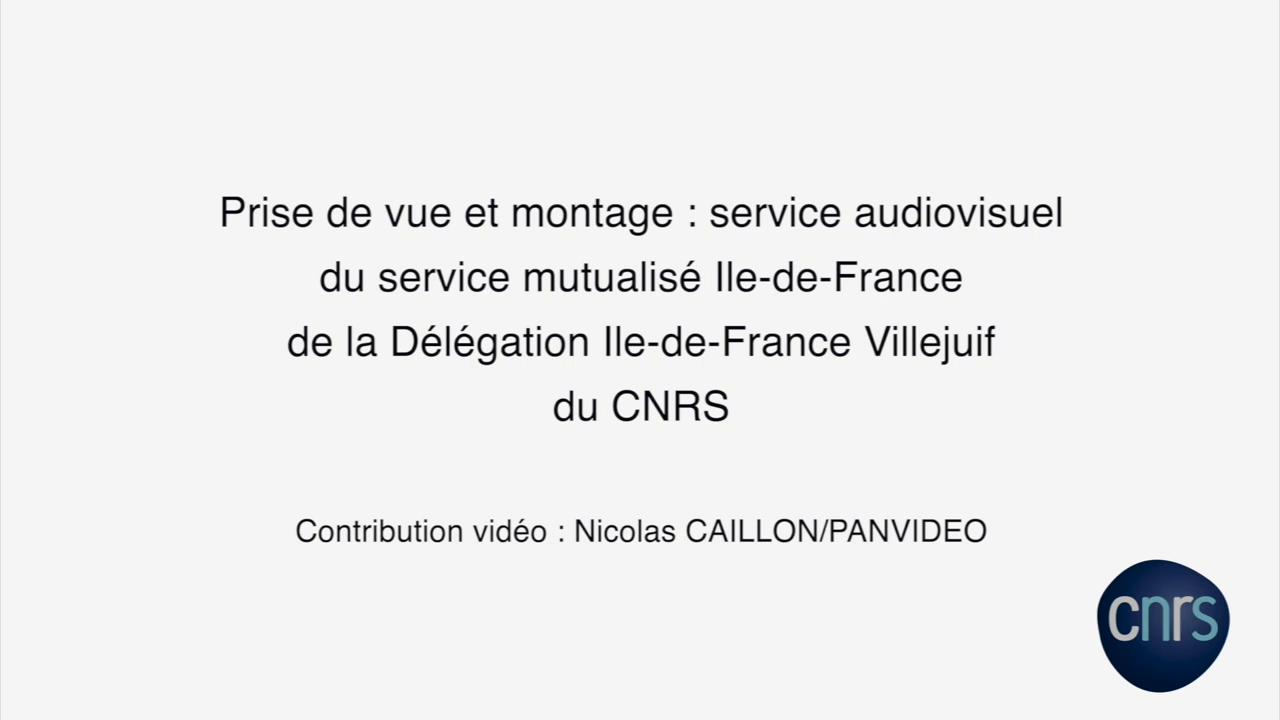 Prise de vue et montage : service audiovisuel
du service mutualisé Ile-de-France
de la Délégation Ile-de-France Villejuif
du CNRS
Contribution vidéo : Nicolas CAILLON/PANVIDEO
cnrs